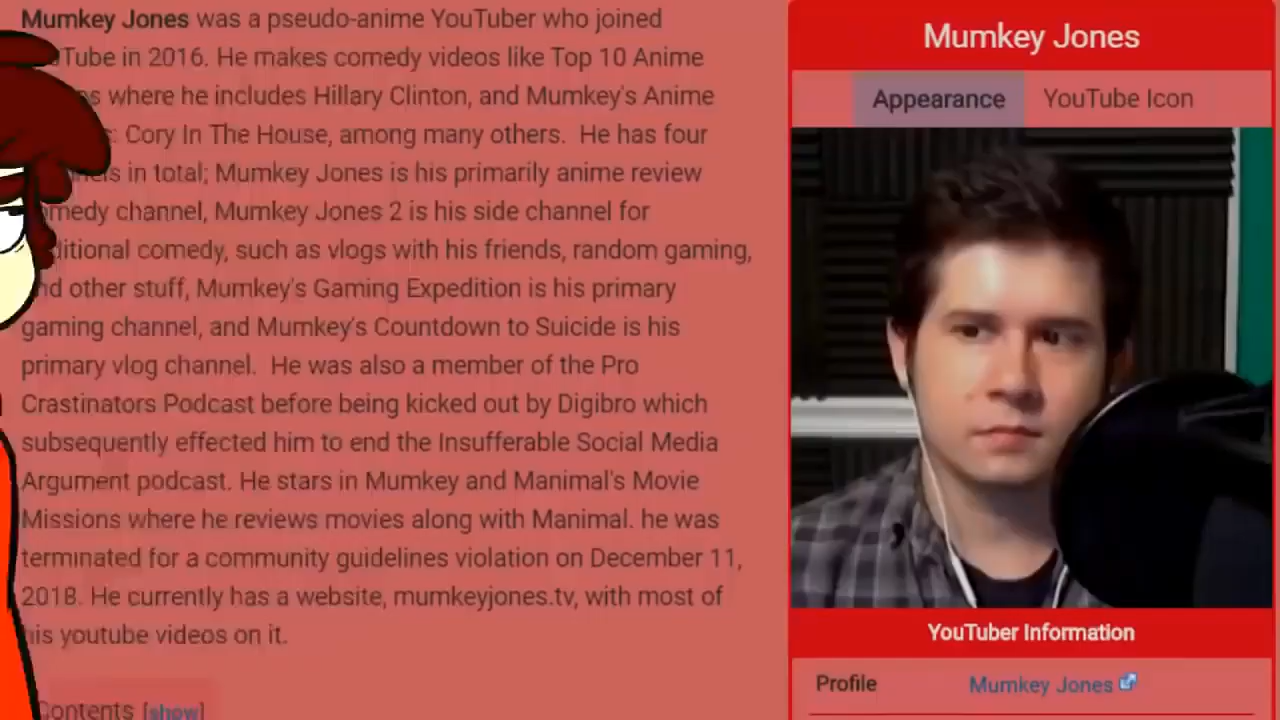 Mumkey Jones was a pseudo-anime YouTuber who joined
Tube in 2016. He makes comedy videos like Top 10 Anime
where he includes Hillary Clinton, and Mumkey's Anime
: Cory In The House, among many others. He has four
in total; Mumkey Jones is his primarily anime review
medy channel, Mumkey Jones 2 is his side channel for
ditional comedy, such as vlogs with his friends, random gaming,
and other stuff, Mumkey's Gaming Expedition is his primary
gaming channel, and Mumkey's Countdown to Suicide is his
primary vlog channel. He was also a member of the Pro
Crastinators Podcast before being kicked out by Digibro which
subsequently effected him to end the Insufferable Social Media
Argument podcast. He stars in Mumkey and Manimal's Movie
Missions where he reviews movies along with Manimal. he was
terminated for a community guidelines violation on December 11,
2018. He currently has a website, mumkeyjones.tv, with most of
his youtube videos on it.
Contents [show]
Mumkey Jones
Appearance YouTube Icon
YouTuber Information
Profile Mumkey Jones